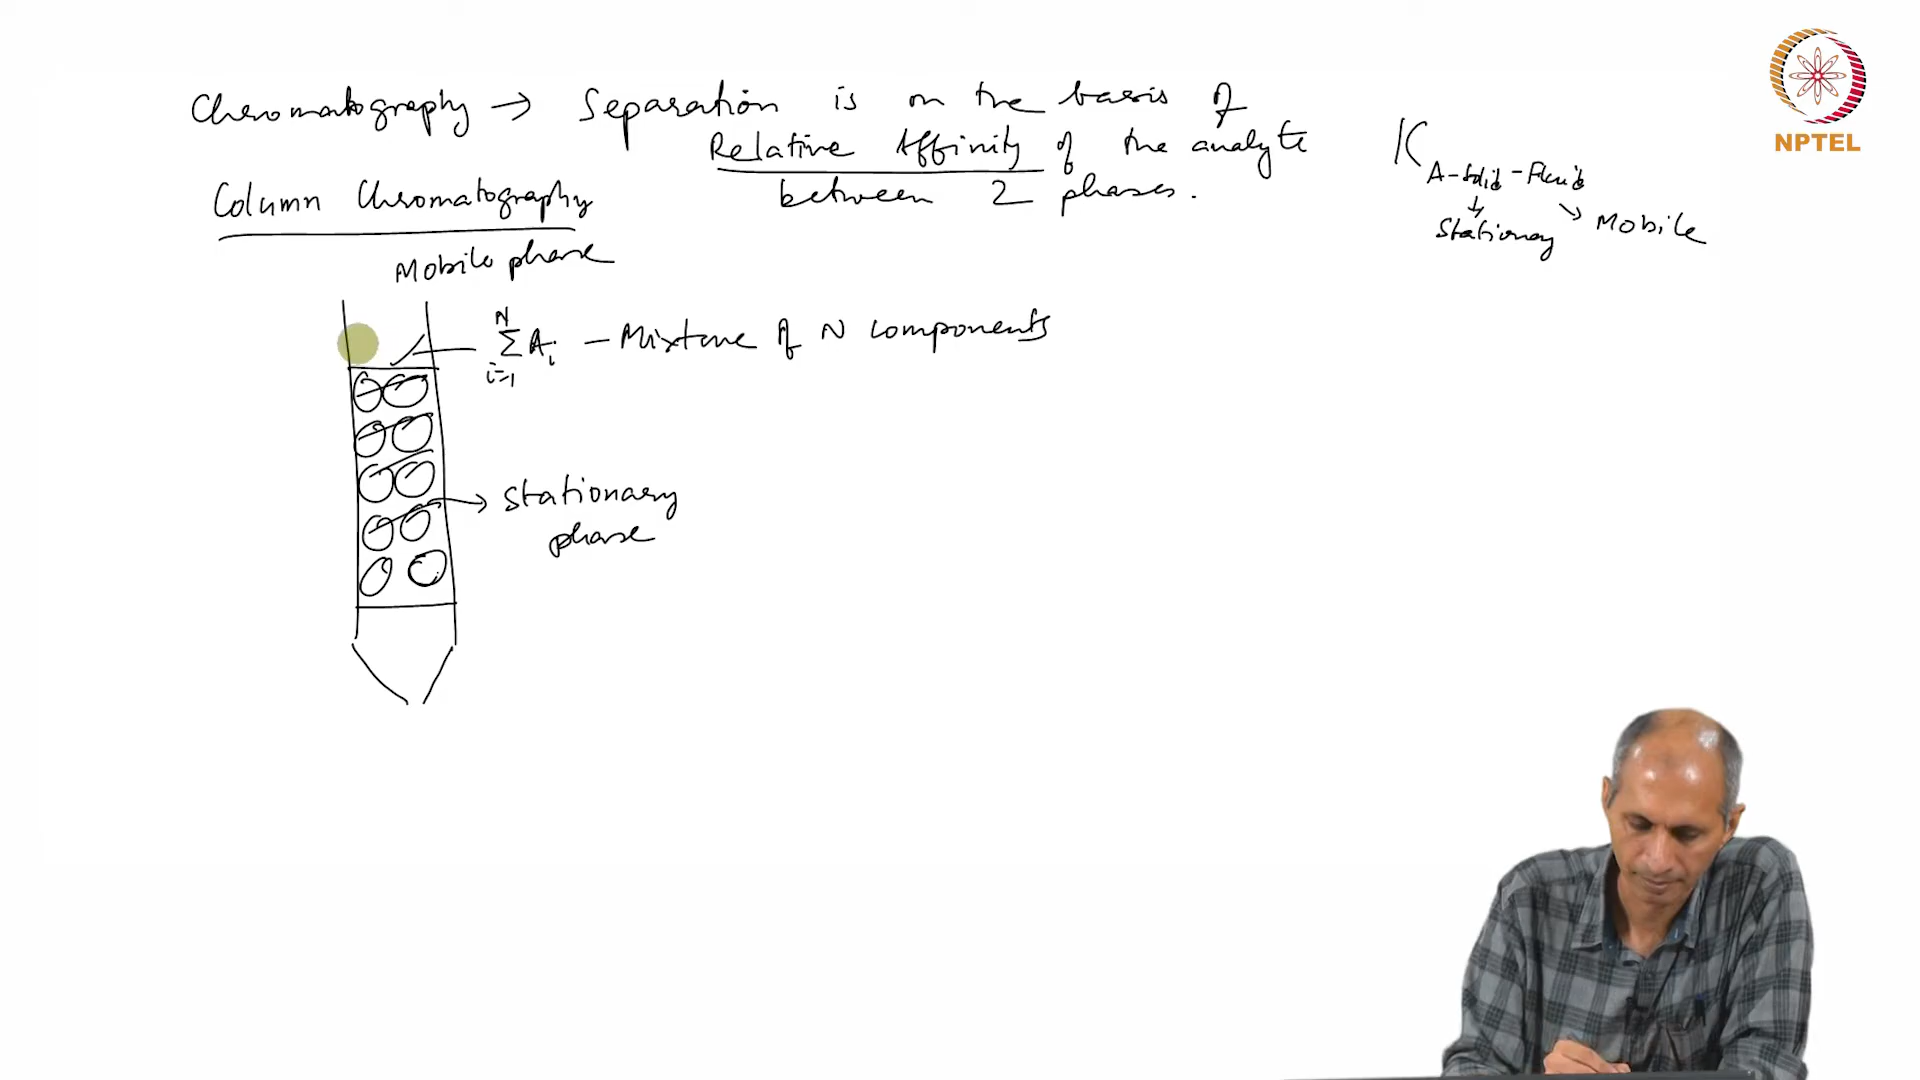 Chromatography → Separation is on the basis of
Relative Affinity of the analyte
between 2 phases.
K A-Solid-Fluid
Stationary
Mobile
Column Chromatography
Mobile phase
N
∑ Ai – Mixture of N components
i=1
Stationary
phase
NPTEL